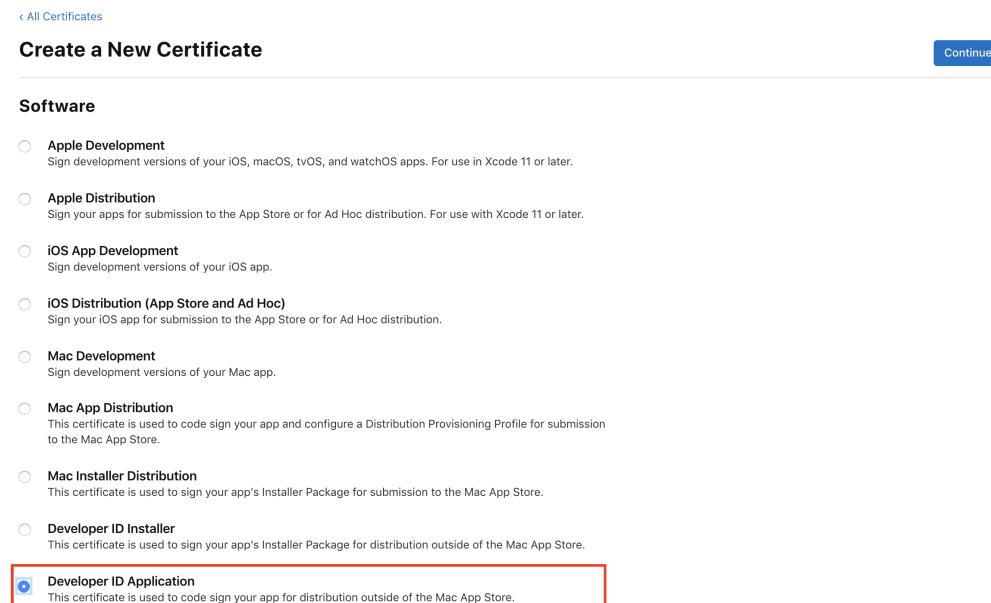 ‹ All Certificates
Create a New Certificate
Continue
Software
Apple Development
Sign development versions of your iOS, macOS, tvOS, and watchOS apps. For use in Xcode 11 or later.
Apple Distribution
Sign your apps for submission to the App Store or for Ad Hoc distribution. For use with Xcode 11 or later.
iOS App Development
Sign development versions of your iOS app.
iOS Distribution (App Store and Ad Hoc)
Sign your iOS app for submission to the App Store or for Ad Hoc distribution.
Mac Development
Sign development versions of your Mac app.
Mac App Distribution
This certificate is used to code sign your app and configure a Distribution Provisioning Profile for submission
to the Mac App Store.
Mac Installer Distribution
This certificate is used to sign your app's Installer Package for submission to the Mac App Store.
Developer ID Installer
This certificate is used to sign your app's Installer Package for distribution outside of the Mac App Store.
Developer ID Application
This certificate is used to code sign your app for distribution outside of the Mac App Store.